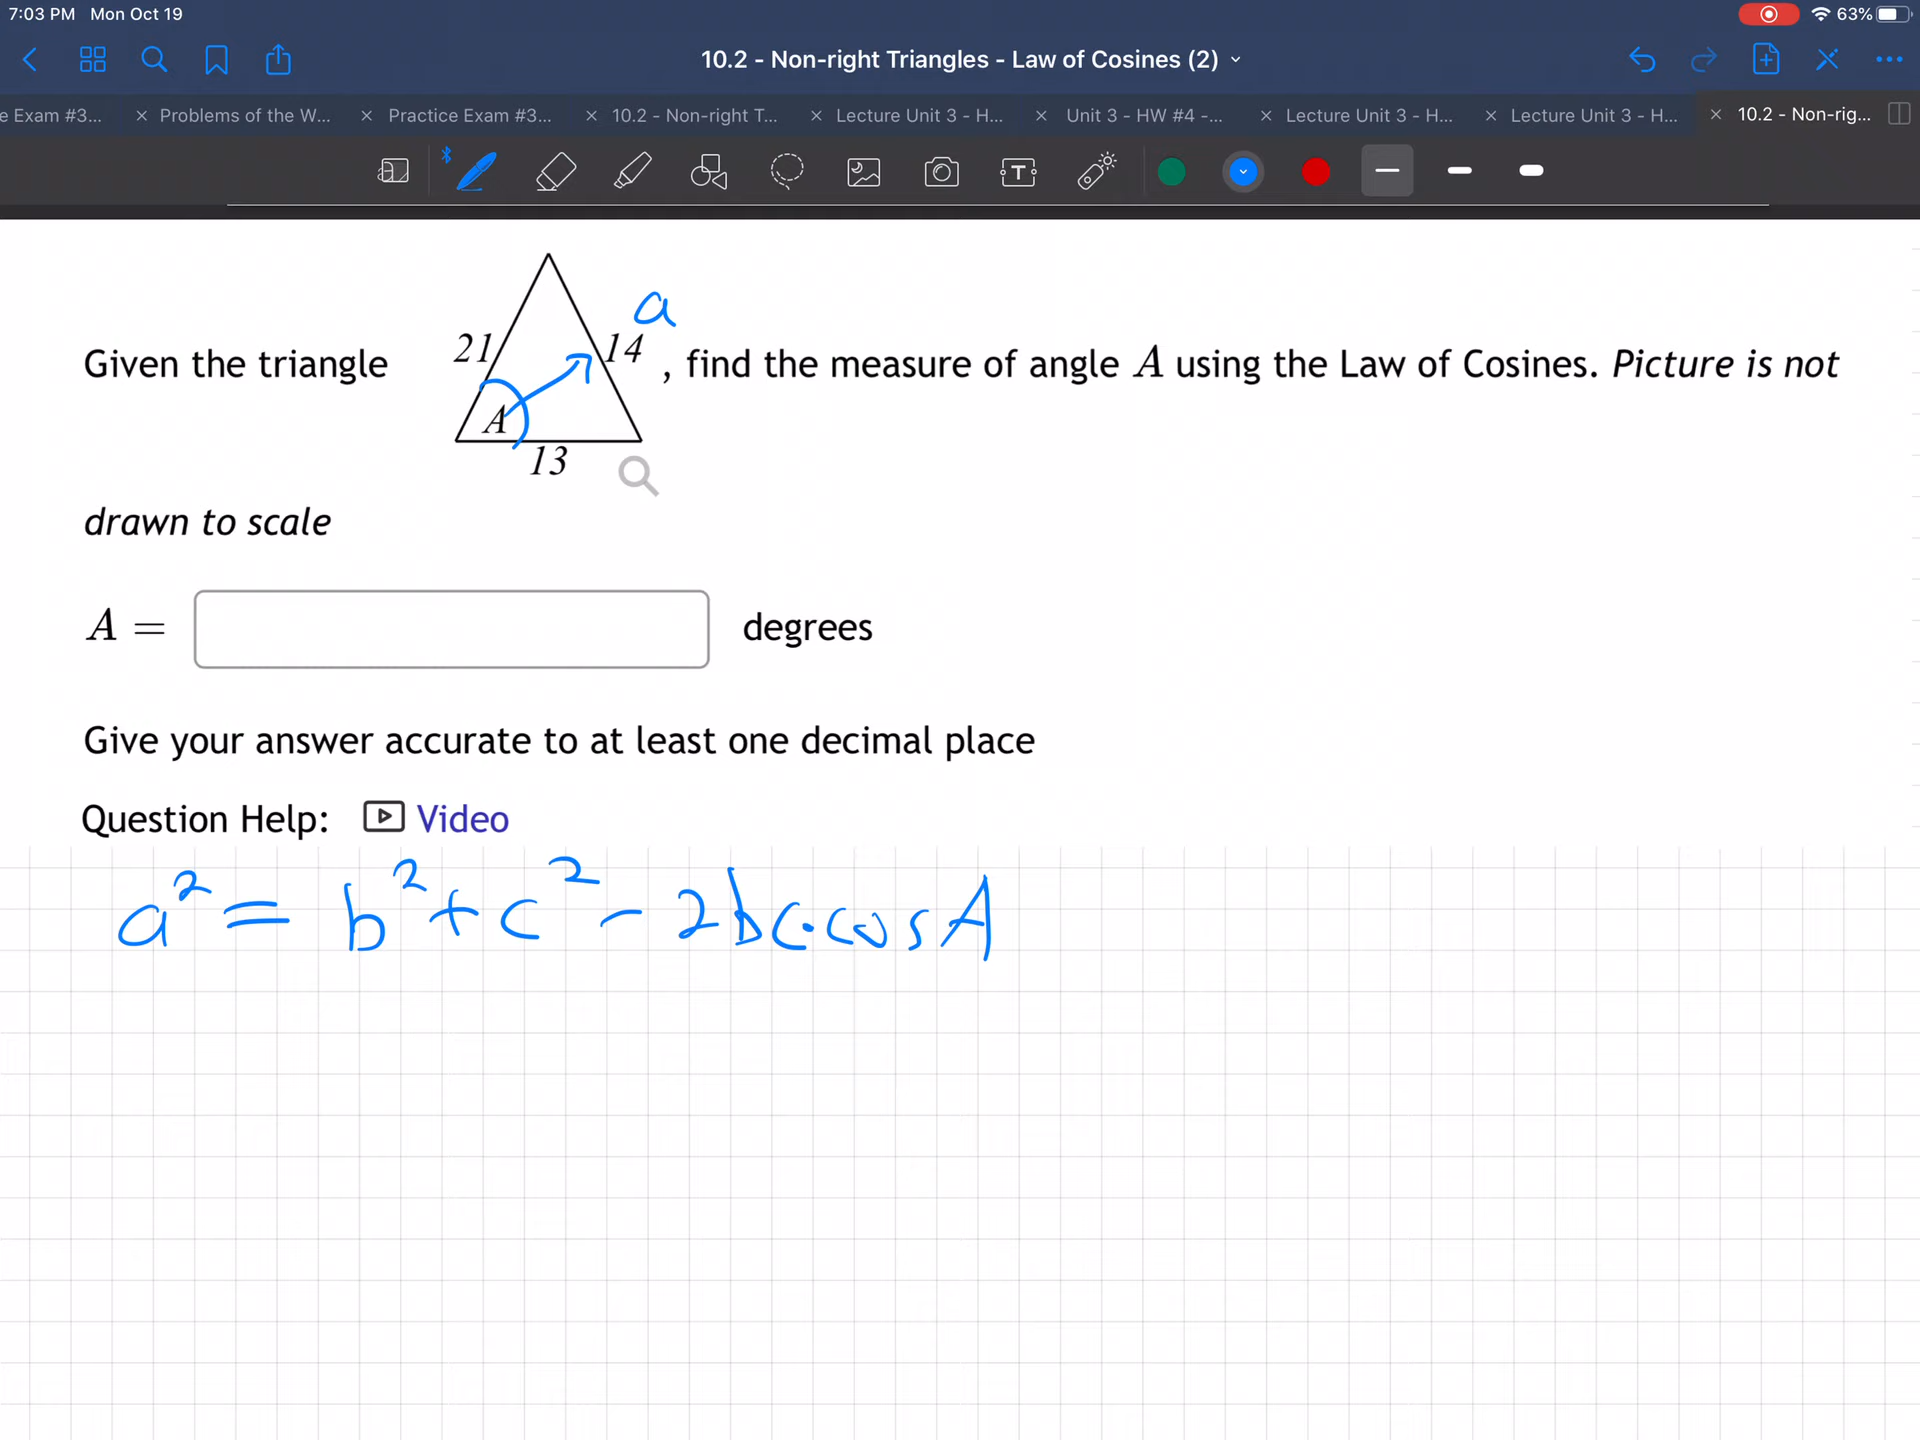 7:03 PM Mon Oct 19
63%
10.2 - Non-right Triangles - Law of Cosines (2)
e Exam #3...
Problems of the W...
Practice Exam #3...
10.2 - Non-right T...
Lecture Unit 3 - H...
Unit 3 - HW #4 -...
Lecture Unit 3 - H...
Lecture Unit 3 - H...
10.2 - Non-rig...
T
a
21
14
A
13
Given the triangle , find the measure of angle A using the Law of Cosines. Picture is not
drawn to scale
A = degrees
Give your answer accurate to at least one decimal place
Question Help: Video
a² = b² + c² - 2bc·cos A